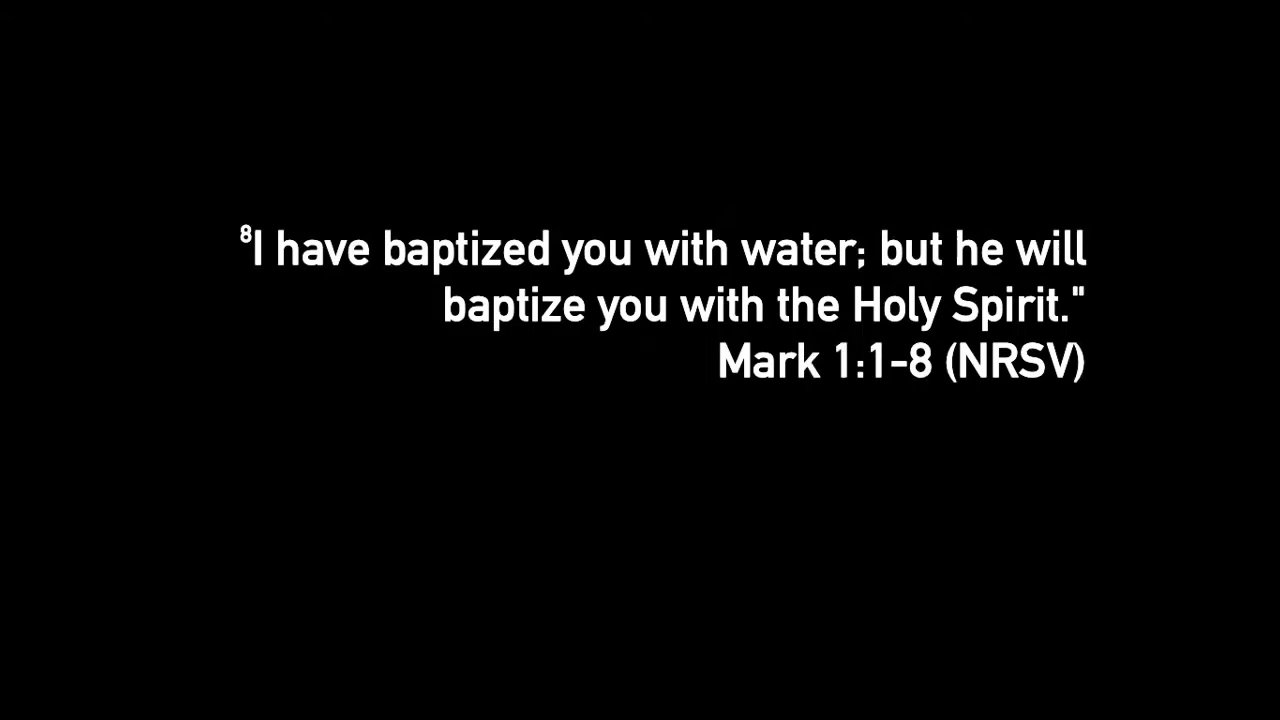 ⁸I have baptized you with water; but he will
baptize you with the Holy Spirit."
Mark 1:1-8 (NRSV)